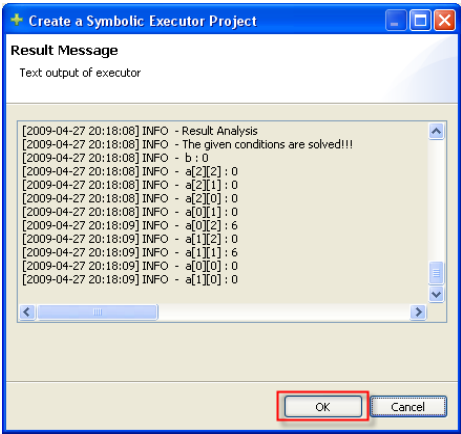 Create a Symbolic Executor Project
Result Message
Text output of executor
[2009-04-27 20:18:08] INFO - Result Analysis
[2009-04-27 20:18:08] INFO - The given conditions are solved!!!
[2009-04-27 20:18:08] INFO - b : 0
[2009-04-27 20:18:08] INFO - a[2][2] : 0
[2009-04-27 20:18:08] INFO - a[2][1] : 0
[2009-04-27 20:18:08] INFO - a[2][0] : 0
[2009-04-27 20:18:08] INFO - a[0][1] : 0
[2009-04-27 20:18:09] INFO - a[0][2] : 6
[2009-04-27 20:18:09] INFO - a[1][2] : 0
[2009-04-27 20:18:09] INFO - a[1][1] : 6
[2009-04-27 20:18:09] INFO - a[0][0] : 0
[2009-04-27 20:18:09] INFO - a[1][0] : 0
OK Cancel